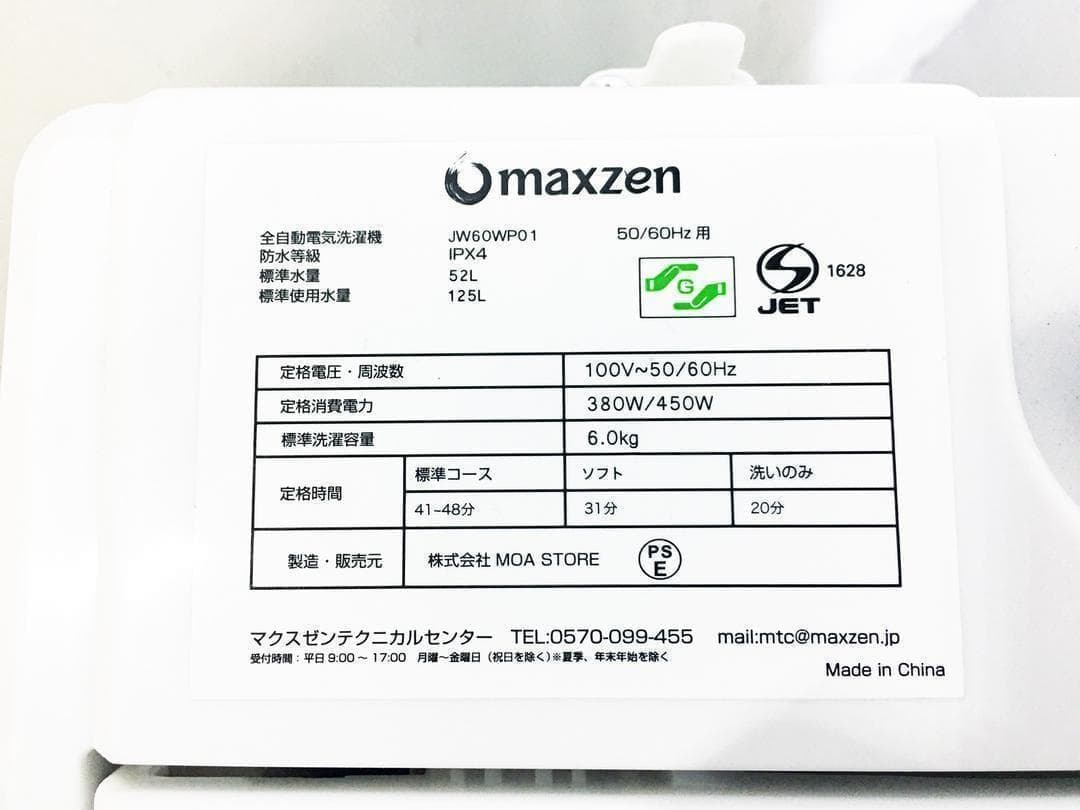 maxzen
全自動電気洗濯機 JW60WP01 50/60Hz 用
防水等級 IPX4
標準水量 52L
標準使用水量 125L
G
JET 1628
定格電圧・周波数 100V~50/60Hz
定格消費電力 380W/450W
標準洗濯容量 6.0kg
定格時間 標準コース ソフト 洗いのみ
41-48分 31分 20分
製造・販売元 株式会社 MOA STORE PS E
マクスゼンテクニカルセンター TEL:0570-099-455 mail:mtc@maxzen.jp
受付時間：平日 9:00 ～ 17:00 月曜～金曜日（祝日を除く）※夏季、年末年始を除く
Made in China